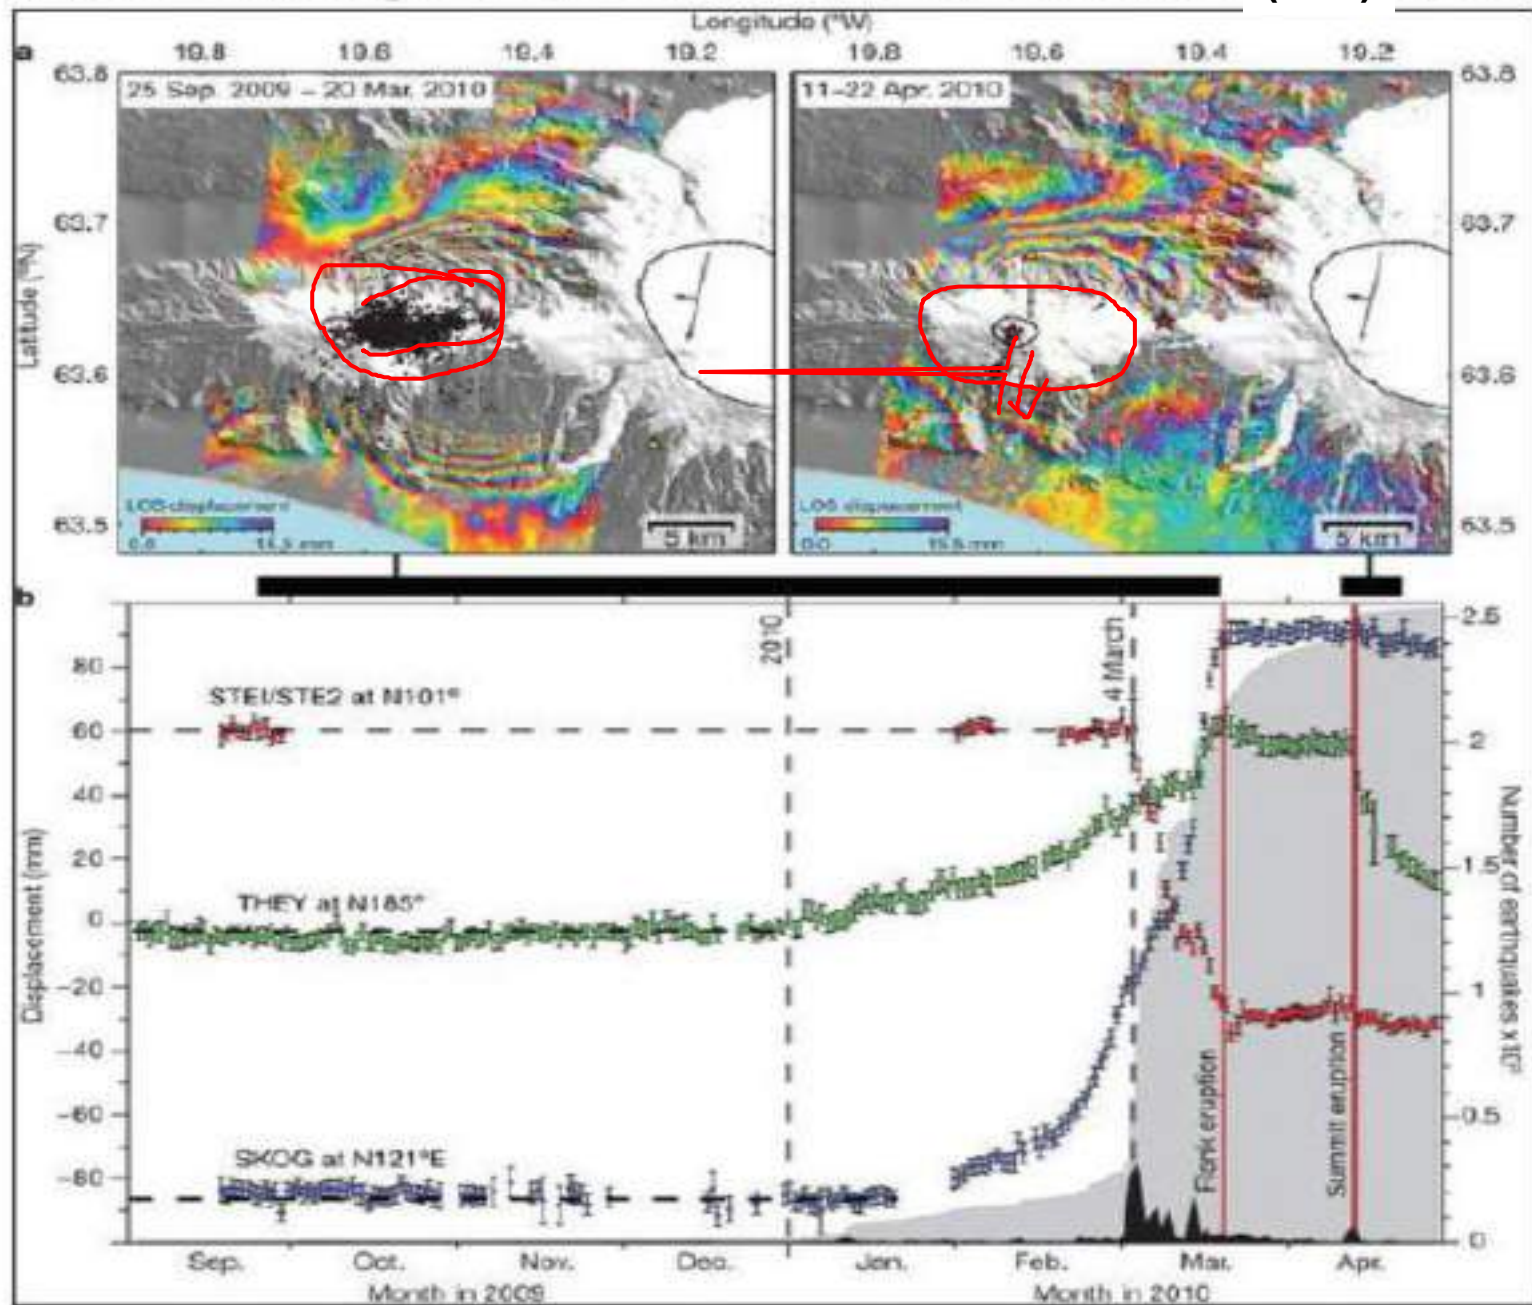 Longitude (°W)
a
19.8 19.6 19.4 19.2 19.8 19.6 19.4 19.2
63.8 25 Sep. 2009 – 20 Mar. 2010 11–22 Apr. 2010 63.8
63.7 63.7
Latitude (°N)
63.6 63.6
63.5 LOS displacement 5 km LOS displacement 5 km 63.5
0.0 15.5 mm
b
2010
4 March
2.5
80
STEI/STE2 at N101°
60
2
40
20
1.5
THEY at N185°
0
Displacement (mm)
Number of earthquakes
-20
1
-40
Flank eruption
Summit eruption
-60
0.5
SKOG at N121°E
-80
0
Sep. Oct. Nov. Dec. Jan. Feb. Mar. Apr.
Month in 2009 Month in 2010